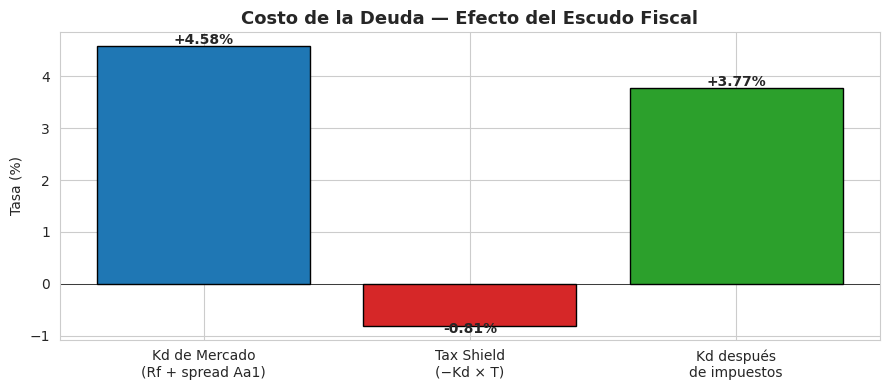 Costo de la Deuda — Efecto del Escudo Fiscal
Tasa (%)
4
3
2
1
0
−1
+4.58%
-0.81%
+3.77%
Kd de Mercado
(Rf + spread Aa1)
Tax Shield
(−Kd × T)
Kd después
de impuestos